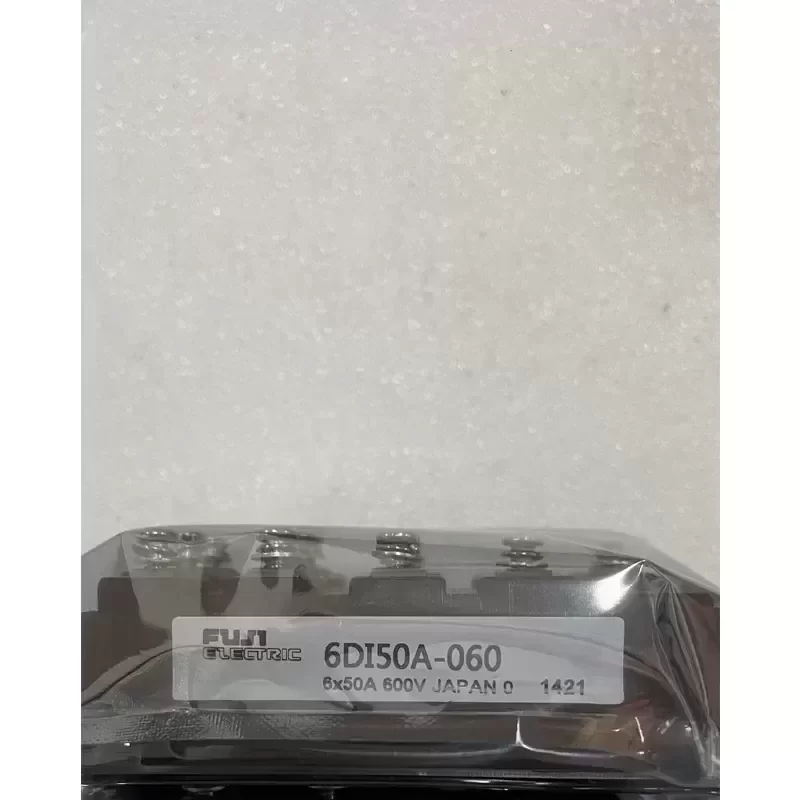 FUJI
ELECTRIC
6DI50A-060
6x50A 600V JAPAN 0 1421